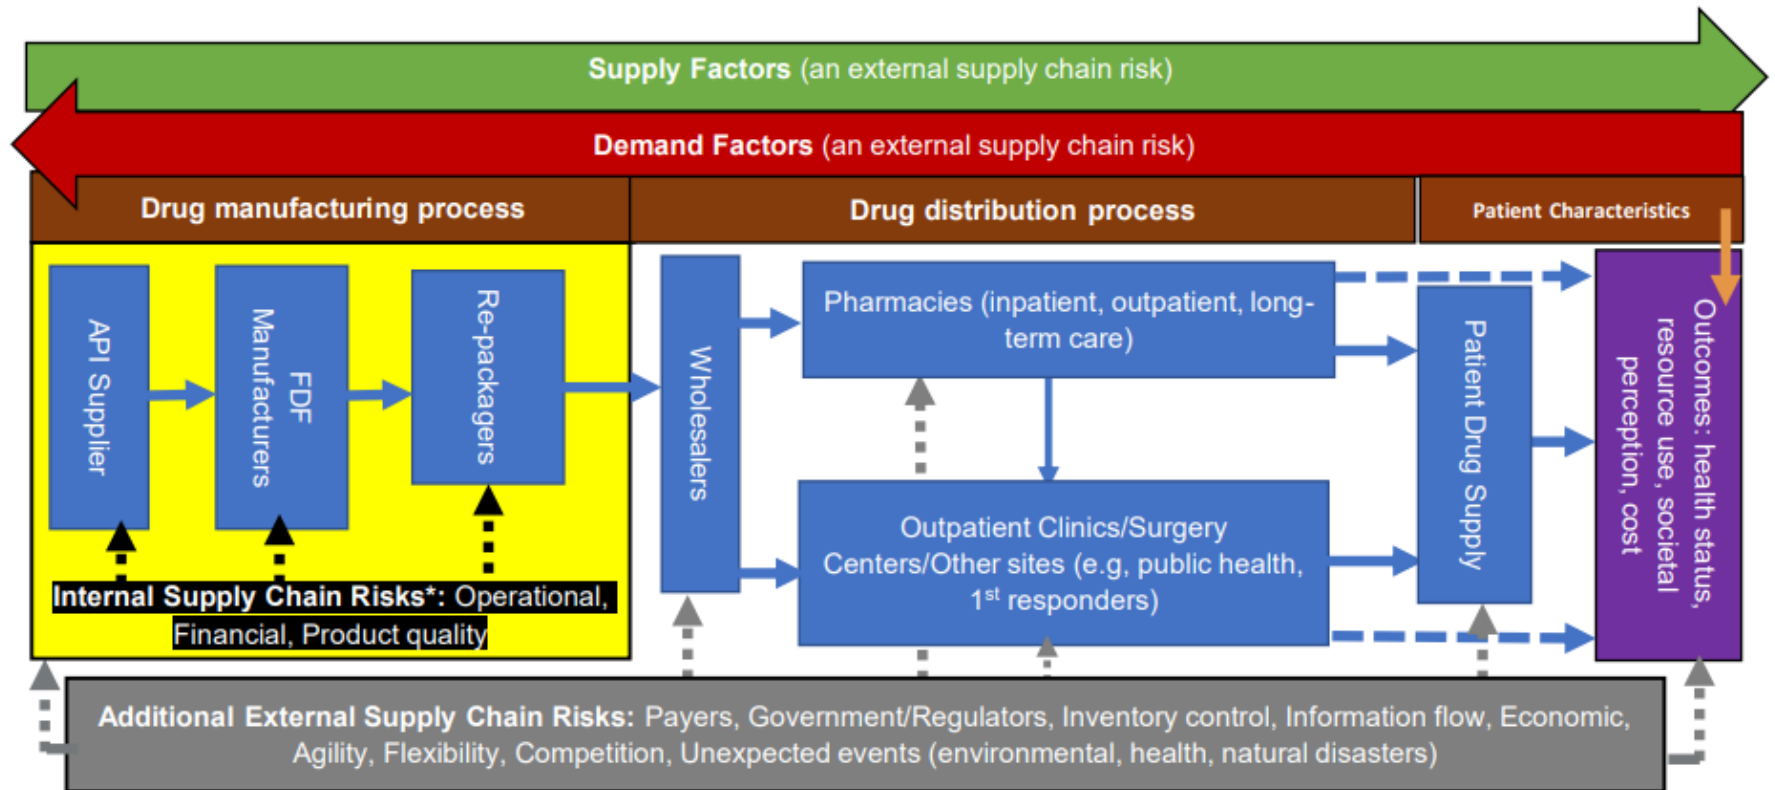 Supply Factors (an external supply chain risk)
Demand Factors (an external supply chain risk)
Drug manufacturing process
Drug distribution process
Patient Characteristics
API Supplier
FDF
Manufacturers
Re-packagers
Internal Supply Chain Risks*: Operational,
Financial, Product quality
Wholesalers
Pharmacies (inpatient, outpatient, long-
term care)
Outpatient Clinics/Surgery
Centers/Other sites (e.g, public health,
1st responders)
Patient Drug Supply
Outcomes: health status,
resource use, societal
perception, cost
Additional External Supply Chain Risks: Payers, Government/Regulators, Inventory control, Information flow, Economic,
Agility, Flexibility, Competition, Unexpected events (environmental, health, natural disasters)